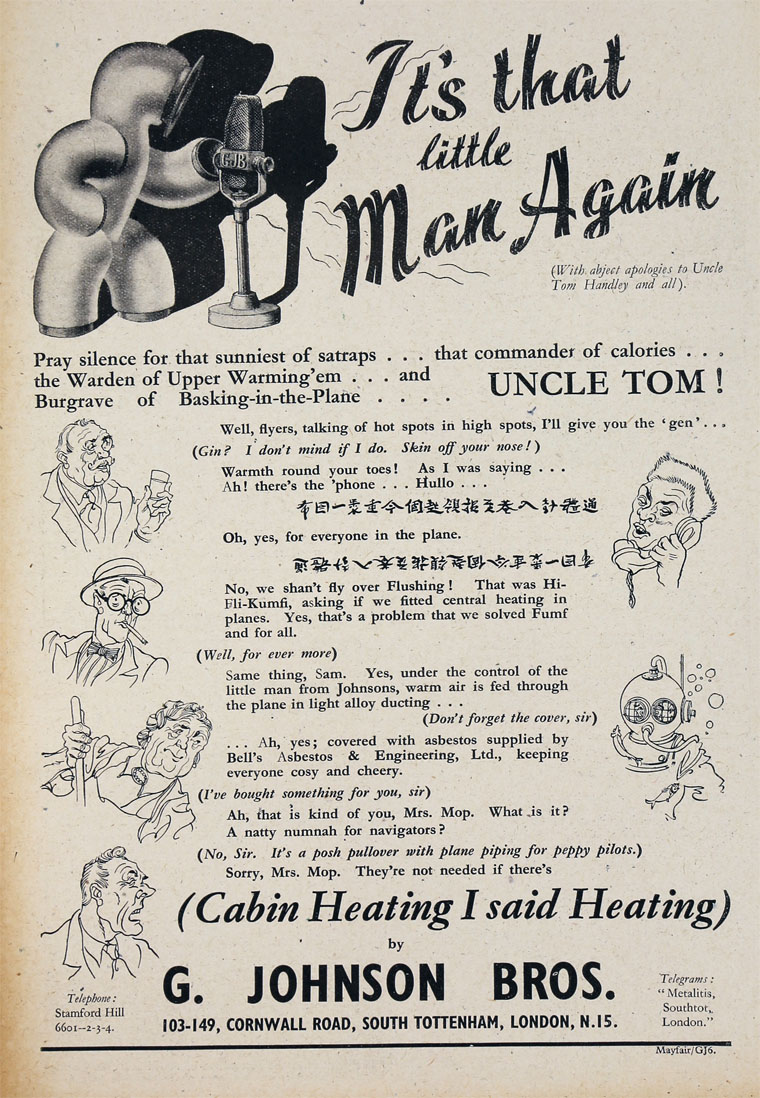 It's that
little
Man Again
GJB
(With abject apologies to Uncle
Tom Handley and all).
Pray silence for that sunniest of satraps . . . that commander of calories . . .
the Warden of Upper Warming'em . . . and
Burgrave of Basking-in-the-Plane . . . .
UNCLE TOM !
Well, flyers, talking of hot spots in high spots, I'll give you the 'gen' . . .
(Gin? I don't mind if I do. Skin off your nose!)
Warmth round your toes! As I was saying . . .
Ah! there's the 'phone . . . Hullo . . .
Oh, yes, for everyone in the plane.
No, we shan't fly over Flushing! That was Hi-
Fli-Kumfi, asking if we fitted central heating in
planes. Yes, that's a problem that we solved Fumf
and for all.
(Well, for ever more)
Same thing, Sam. Yes, under the control of the
little man from Johnsons, warm air is fed through
the plane in light alloy ducting . . .
(Don't forget the cover, sir)
. . . Ah, yes; covered with asbestos supplied by
Bell's Asbestos & Engineering, Ltd., keeping
everyone cosy and cheery.
(I've bought something for you, sir)
Ah, that is kind of you, Mrs. Mop. What is it?
A natty numnah for navigators?
(No, Sir. It's a posh pullover with plane piping for peppy pilots.)
Sorry, Mrs. Mop. They're not needed if there's
(Cabin Heating I said Heating)
by
G. JOHNSON BROS.
103-149, CORNWALL ROAD, SOUTH TOTTENHAM, LONDON, N.15.
Telephone:
Stamford Hill
6601--2-3-4.
Telegrams:
"Metalitis,
Southtot,
London."
Mayfair/GJ6.